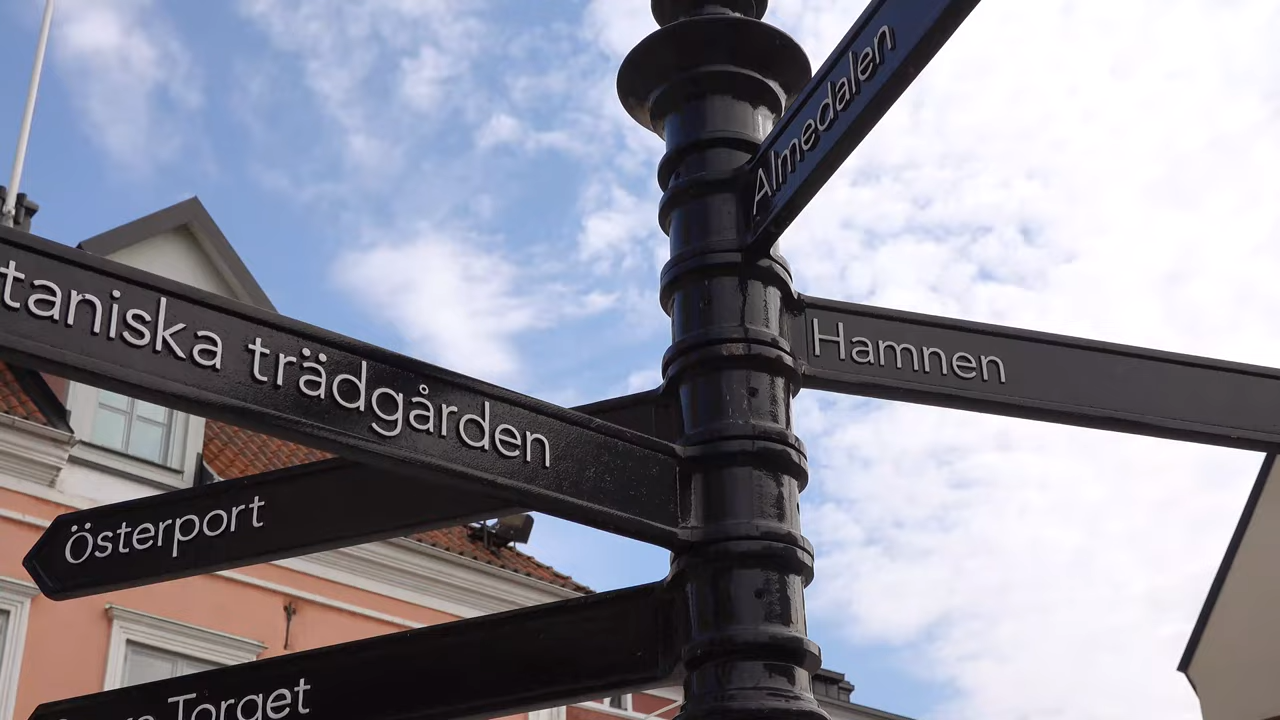 Almedalen
Hamnen
taniska trädgården
Österport
Torget